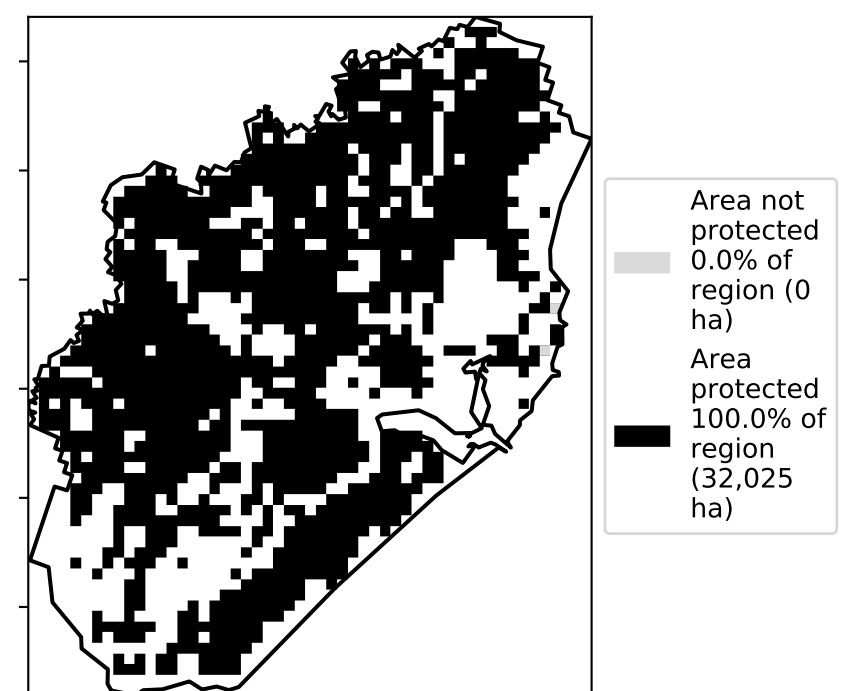 Area not
protected
0.0% of
region (0
ha)
Area
protected
100.0% of
region
(32,025
ha)